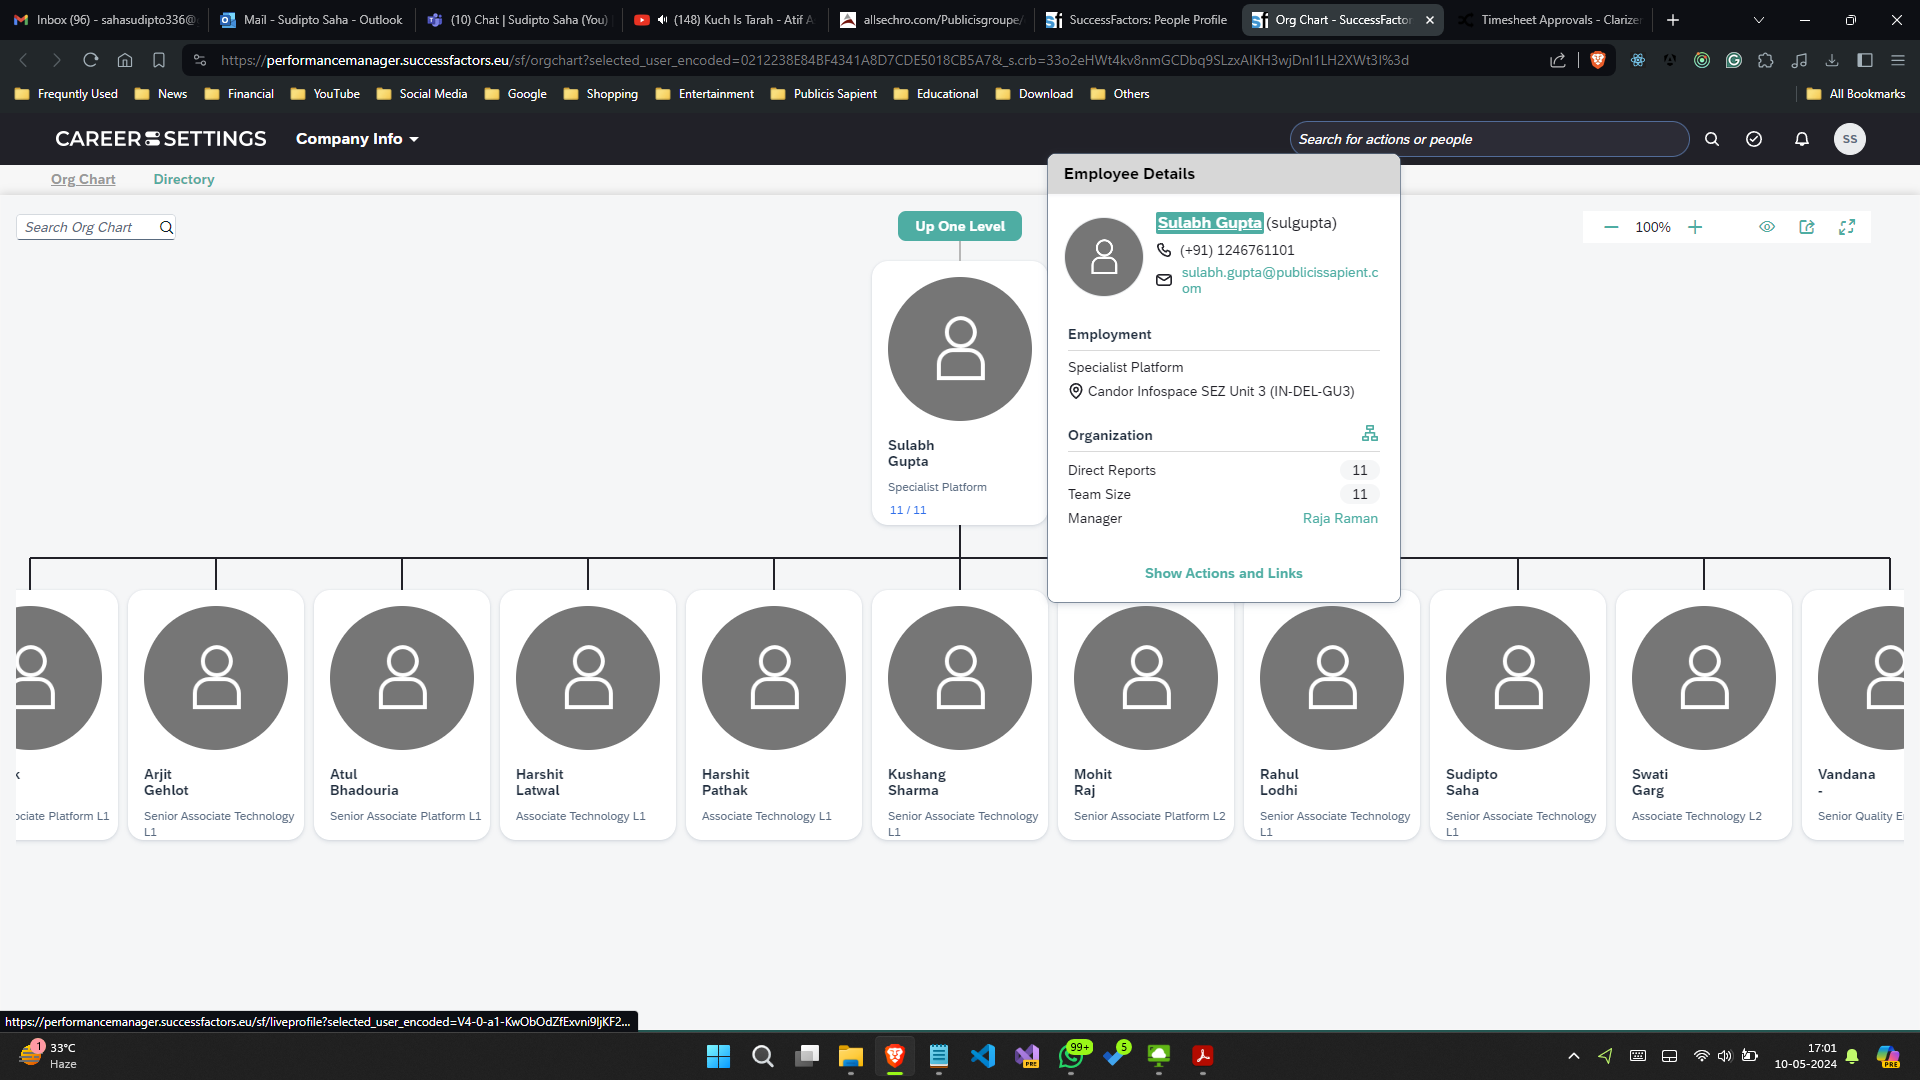 Inbox (96) - sahasudipto336@
Mail - Sudipto Saha - Outlook
(10) Chat | Sudipto Saha (You)
(148) Kuch Is Tarah - Atif A
allsechro.com/Publicisgroupe/
SuccessFactors: People Profile
Org Chart - SuccessFactor
Timesheet Approvals - Clarizen
https://performancemanager.successfactors.eu/sf/orgchart?selected_user_encoded=0212238E84BF4341A8D7CDE5018CB5A7&_s.crb=33o2eHWt4kv8nmGCDbq9SLzxAIKH3wjDnI1LH2XWt3I%3d
Frequntly Used
News
Financial
YouTube
Social Media
Google
Shopping
Entertainment
Publicis Sapient
Educational
Download
Others
All Bookmarks
CAREER SETTINGS
Company Info
Search for actions or people
SS
Org Chart
Directory
Search Org Chart
Up One Level
100%
Sulabh
Gupta
Specialist Platform
11 / 11
Employee Details
Sulabh Gupta (sulgupta)
(+91) 1246761101
sulabh.gupta@publicissapient.c
om
Employment
Specialist Platform
Candor Infospace SEZ Unit 3 (IN-DEL-GU3)
Organization
Direct Reports 11
Team Size 11
Manager Raja Raman
Show Actions and Links
k
ociate Platform L1
Arjit
Gehlot
Senior Associate Technology
L1
Atul
Bhadouria
Senior Associate Platform L1
Harshit
Latwal
Associate Technology L1
Harshit
Pathak
Associate Technology L1
Kushang
Sharma
Senior Associate Technology
L1
Mohit
Raj
Senior Associate Platform L2
Rahul
Lodhi
Senior Associate Technology
L1
Sudipto
Saha
Senior Associate Technology
L1
Swati
Garg
Associate Technology L2
Vandana
-
Senior Quality E
https://performancemanager.successfactors.eu/sf/liveprofile?selected_user_encoded=V4-0-a1-KwObOdZfExvni9IjKF2...
1
33°C
Haze
PRE
99+
5
17:01
10-05-2024
PRE